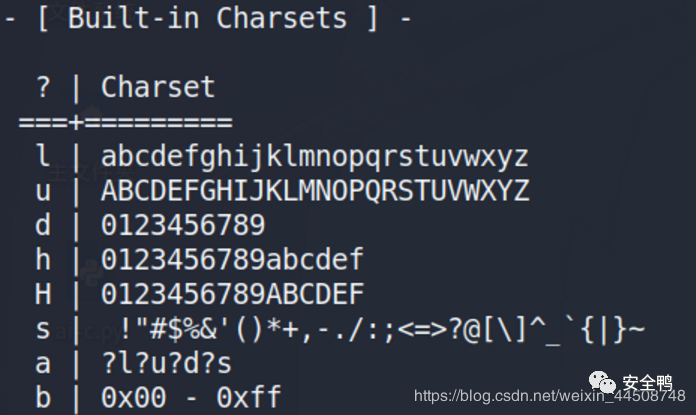 - [ Built-in Charsets ] -
? | Charset
===+=========
l | abcdefghijklmnopqrstuvwxyz
u | ABCDEFGHIJKLMNOPQRSTUVWXYZ
d | 0123456789
h | 0123456789abcdef
H | 0123456789ABCDEF
s |  !"#$%&'()*+,-./:;<=>?@[\]^_`{|}~
a | ?l?u?d?s
b | 0x00 - 0xff
安全鸭
https://blog.csdn.net/weixin_44508748